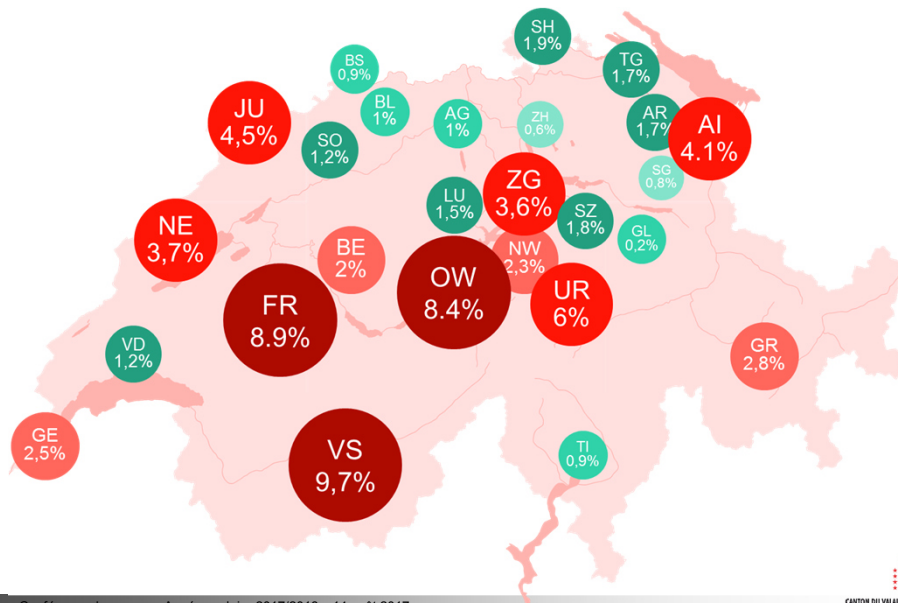 SH
1,9%
BS
0,9%
TG
1,7%
JU
4,5%
BL
1%
AG
1%
ZH
0,6%
AR
1,7%
AI
4.1%
SO
1,2%
SG
0,8%
ZG
3,6%
LU
1,5%
SZ
1,8%
GL
0,2%
NE
3,7%
BE
2%
NW
2,3%
OW
8.4%
FR
8.9%
UR
6%
VD
1,2%
GR
2,8%
GE
2,5%
VS
9,7%
TI
0,9%